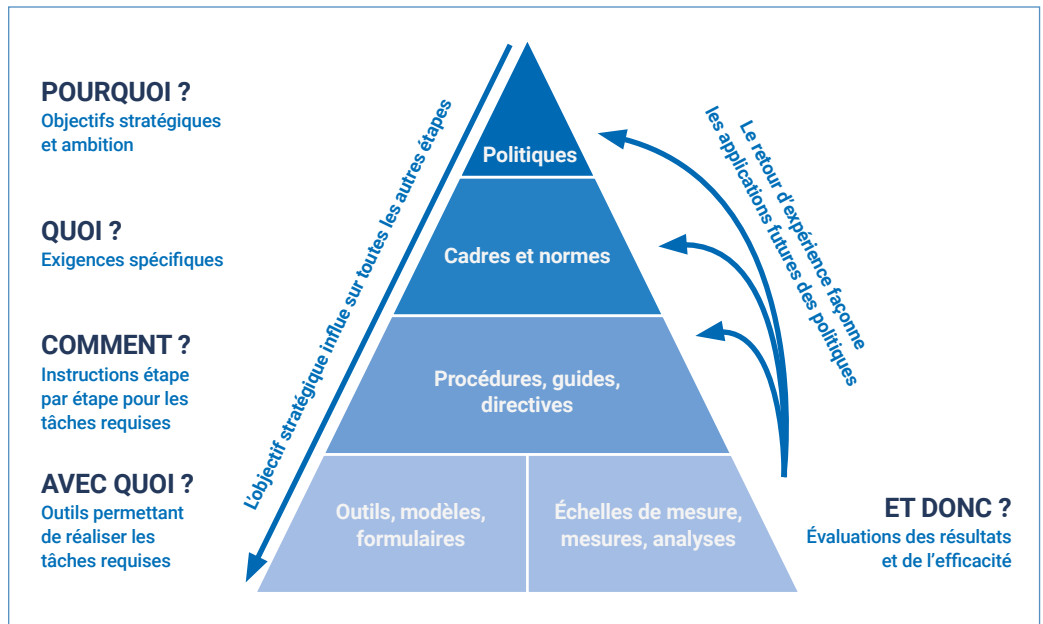 POURQUOI ?
Objectifs stratégiques
et ambition
QUOI ?
Exigences spécifiques
COMMENT ?
Instructions étape
par étape pour les
tâches requises
AVEC QUOI ?
Outils permettant
de réaliser les
tâches requises
L'objectif stratégique influe sur toutes les autres étapes
Politiques
Cadres et normes
Procédures, guides,
directives
Outils, modèles,
formulaires
Échelles de mesure,
mesures, analyses
Le retour d'expérience façonne
les applications futures des politiques
ET DONC ?
Évaluations des résultats
et de l'efficacité